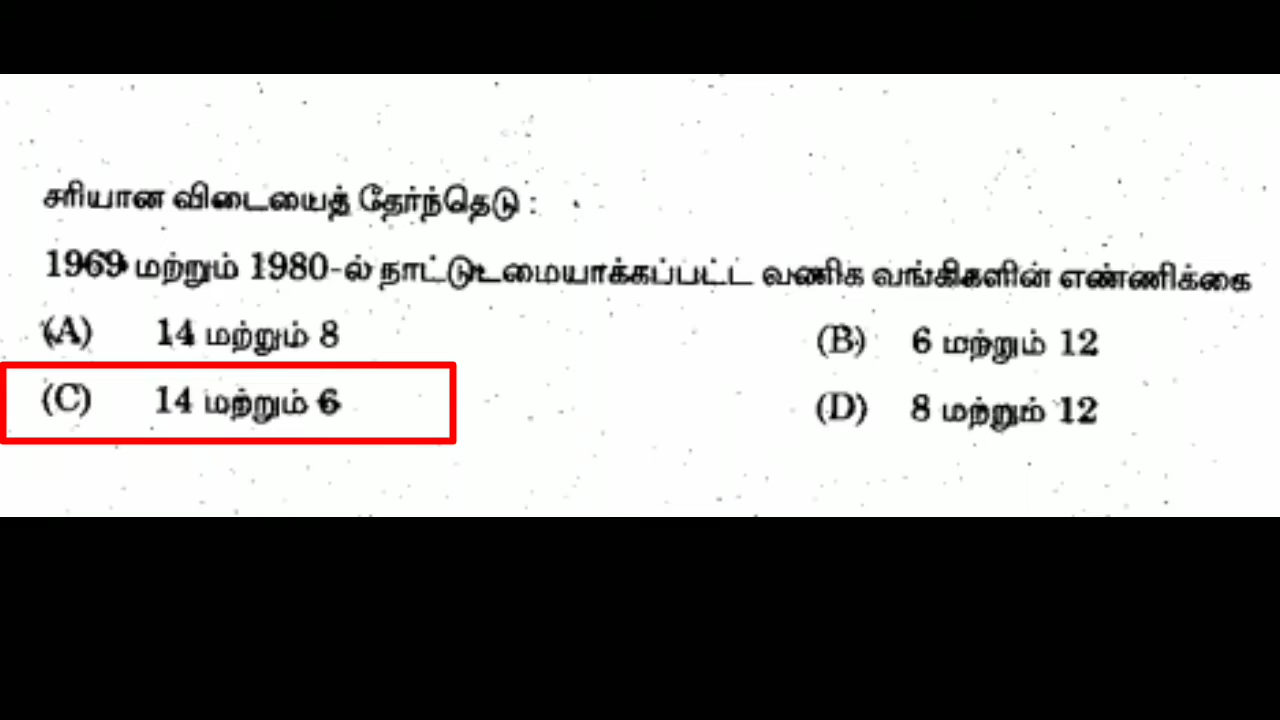 சரியான விடையைத் தேர்ந்தெடு :
1969 மற்றும் 1980-ல் நாட்டுடமையாக்கப்பட்ட வணிக வங்கிகளின் எண்ணிக்கை
(A) 14 மற்றும் 8 (B) 6 மற்றும் 12
(C) 14 மற்றும் 6 (D) 8 மற்றும் 12